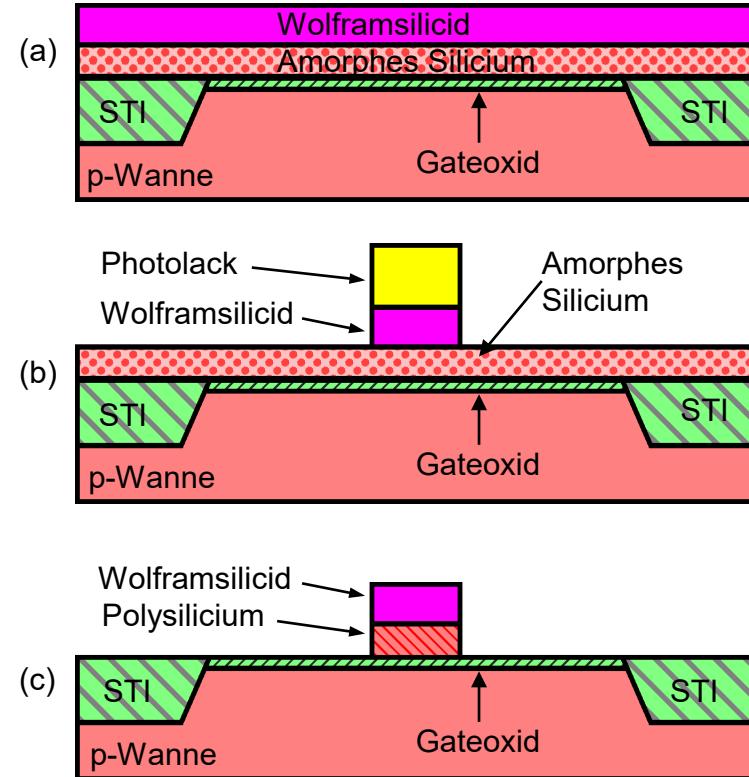 (a)
Wolframsilicid
Amorphes Silicium
STI
STI
Gateoxid
p-Wanne
(b)
Photolack
Wolframsilicid
Amorphes
Silicium
STI
STI
Gateoxid
p-Wanne
(c)
Wolframsilicid
Polysilicium
STI
STI
Gateoxid
p-Wanne